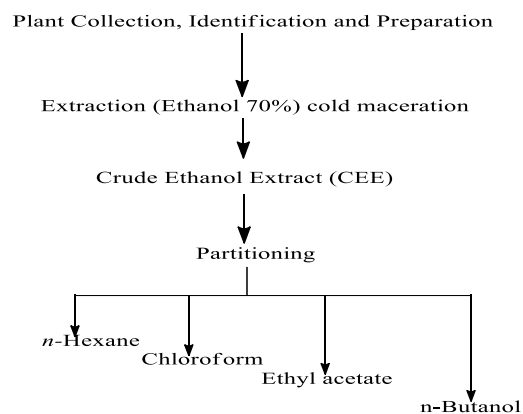 Plant Collection, Identification and Preparation
Extraction (Ethanol 70%) cold maceration
Crude Ethanol Extract (CEE)
Partitioning
n-Hexane
Chloroform
Ethyl acetate
n-Butanol